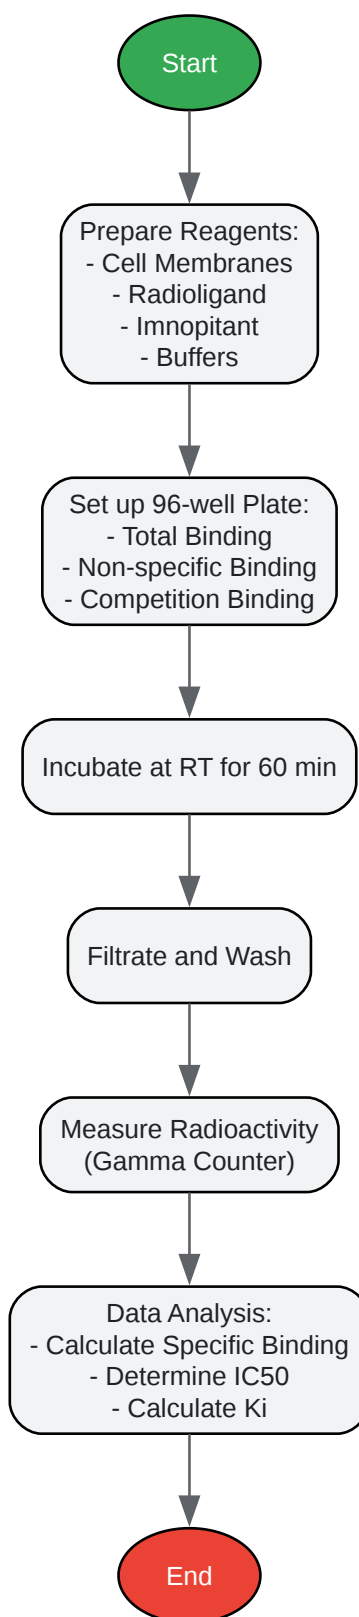 Start
Prepare Reagents:
- Cell Membranes
- Radioligand
- Imnopitant
- Buffers
Set up 96-well Plate:
- Total Binding
- Non-specific Binding
- Competition Binding
Incubate at RT for 60 min
Filtrate and Wash
Measure Radioactivity
(Gamma Counter)
Data Analysis:
- Calculate Specific Binding
- Determine IC50
- Calculate Ki
End